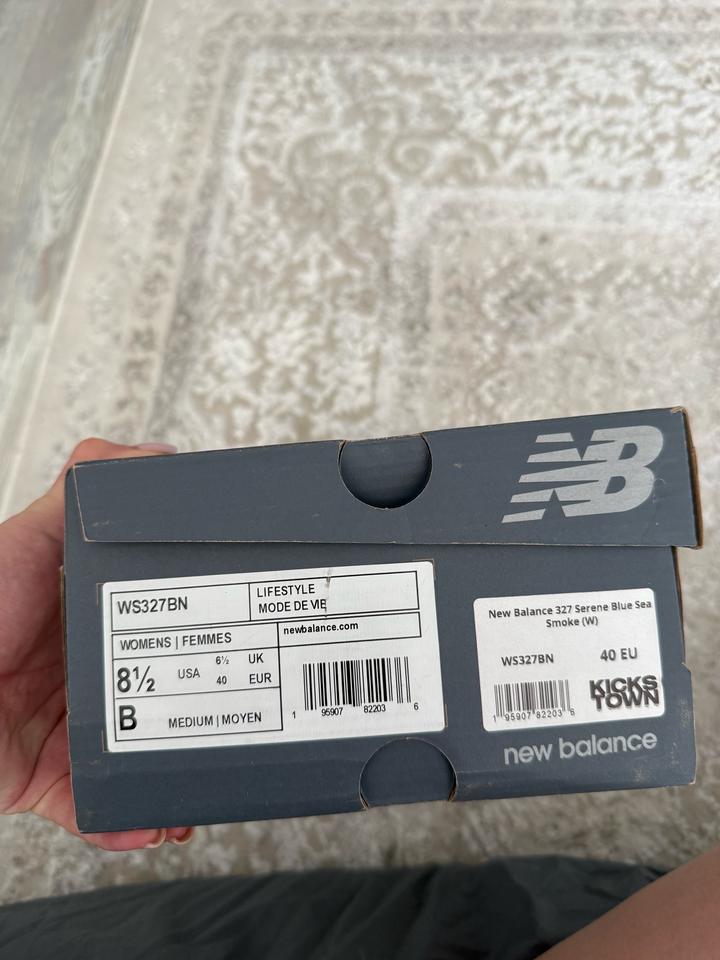 NB
WS327BN
LIFESTYLE
MODE DE VIE
WOMENS | FEMMES
newbalance.com
8½ USA 6½ UK
40 EUR
B MEDIUM | MOYEN
1 95907 82203 6
New Balance 327 Serene Blue Sea
Smoke (W)
WS327BN 40 EU
1 95907 82203 6
KICKS
TOWN
new balance